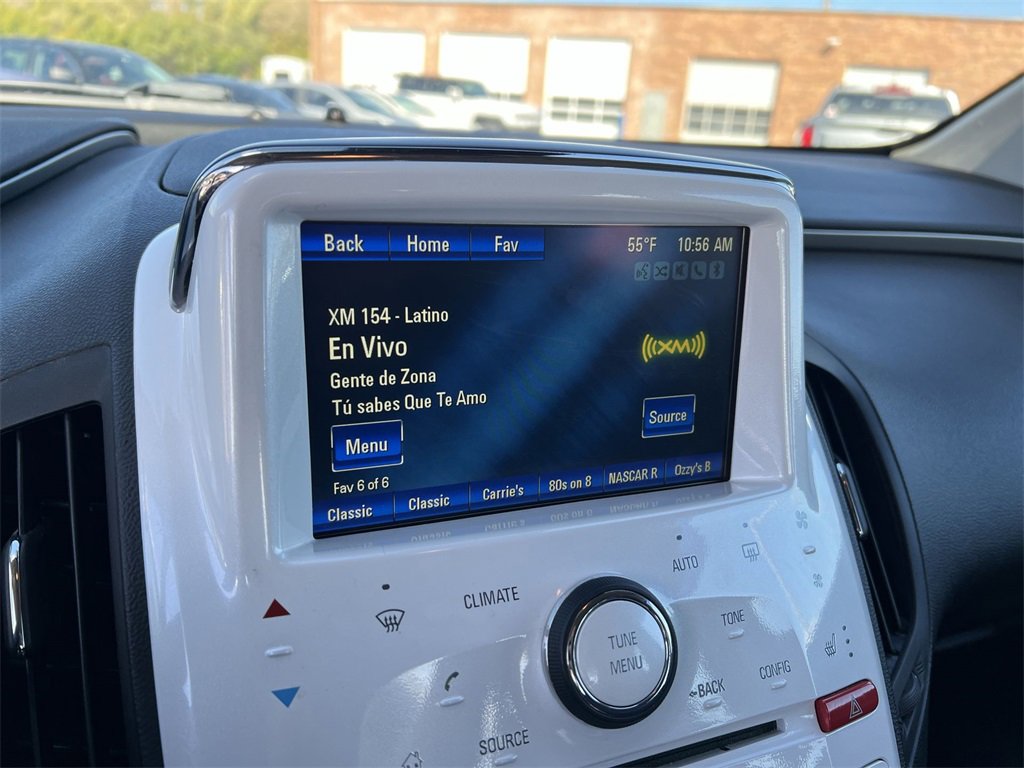 Back Home Fav 55°F 10:56 AM
XM 154 - Latino
En Vivo
((XM))
Gente de Zona
Tú sabes Que Te Amo
Menu Source
Fav 6 of 6
Classic Classic Carrie's 80s on 8 NASCAR R Ozzy's B
AUTO
CLIMATE
TUNE
MENU
TONE
CONFIG
BACK
SOURCE